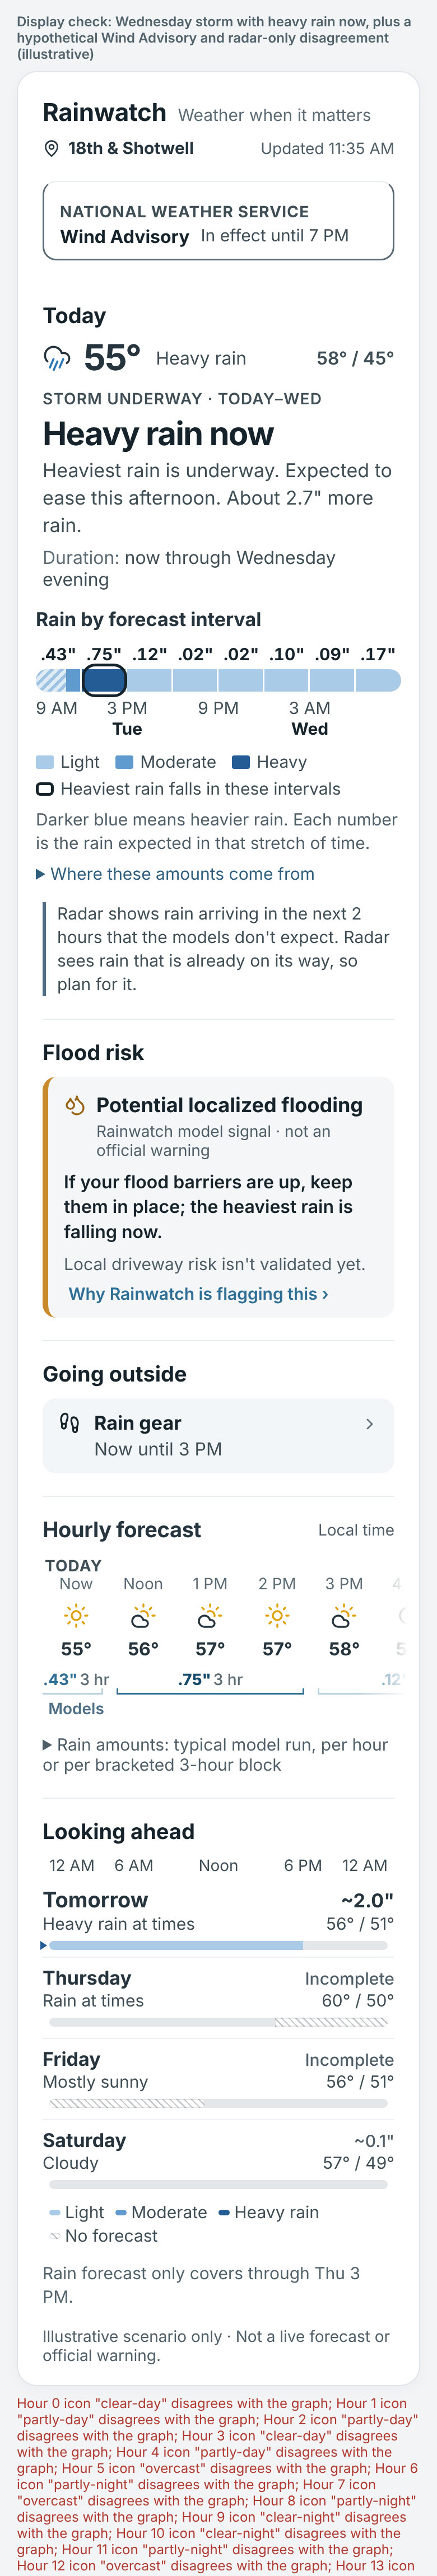 Display check: Wednesday storm with heavy rain now, plus a
hypothetical Wind Advisory and radar-only disagreement
(illustrative)
Rainwatch Weather when it matters
18th & Shotwell Updated 11:35 AM
NATIONAL WEATHER SERVICE
Wind Advisory In effect until 7 PM
Today
55° Heavy rain 58° / 45°
STORM UNDERWAY · TODAY–WED
Heavy rain now
Heaviest rain is underway. Expected to
ease this afternoon. About 2.7" more
rain.
Duration: now through Wednesday
evening
Rain by forecast interval
.43" .75" .12" .02" .02" .10" .09" .17"
9 AM 3 PM 9 PM 3 AM
Tue Wed
Light Moderate Heavy
Heaviest rain falls in these intervals
Darker blue means heavier rain. Each number
is the rain expected in that stretch of time.
▶ Where these amounts come from
Radar shows rain arriving in the next 2
hours that the models don't expect. Radar
sees rain that is already on its way, so
plan for it.
Flood risk
Potential localized flooding
Rainwatch model signal · not an
official warning
If your flood barriers are up, keep
them in place; the heaviest rain is
falling now.
Local driveway risk isn't validated yet.
Why Rainwatch is flagging this ›
Going outside
Rain gear
Now until 3 PM
Hourly forecast Local time
TODAY
Now Noon 1 PM 2 PM 3 PM 4
55° 56° 57° 57° 58° 5
.43" 3 hr .75" 3 hr .12"
Models
▶ Rain amounts: typical model run, per hour
or per bracketed 3-hour block
Looking ahead
12 AM 6 AM Noon 6 PM 12 AM
Tomorrow ~2.0"
Heavy rain at times 56° / 51°
Thursday Incomplete
Rain at times 60° / 50°
Friday Incomplete
Mostly sunny 56° / 51°
Saturday ~0.1"
Cloudy 57° / 49°
Light Moderate Heavy rain
No forecast
Rain forecast only covers through Thu 3
PM.
Illustrative scenario only · Not a live forecast or
official warning.
Hour 0 icon "clear-day" disagrees with the graph; Hour 1 icon
"partly-day" disagrees with the graph; Hour 2 icon "partly-day"
disagrees with the graph; Hour 3 icon "clear-day" disagrees
with the graph; Hour 4 icon "partly-day" disagrees with the
graph; Hour 5 icon "overcast" disagrees with the graph; Hour 6
icon "partly-night" disagrees with the graph; Hour 7 icon
"overcast" disagrees with the graph; Hour 8 icon "partly-night"
disagrees with the graph; Hour 9 icon "clear-night" disagrees
with the graph; Hour 10 icon "clear-night" disagrees with the
graph; Hour 11 icon "partly-night" disagrees with the graph;
Hour 12 icon "overcast" disagrees with the graph; Hour 13 icon